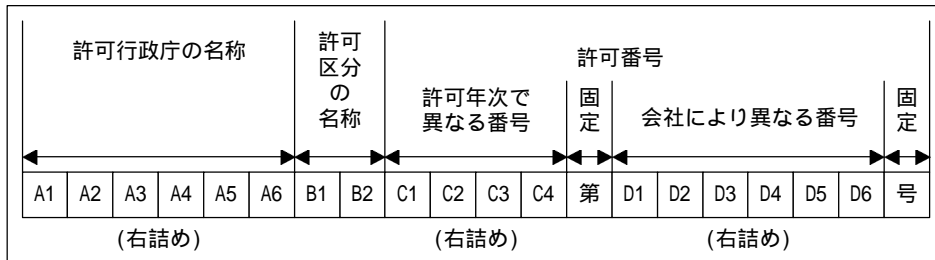 許可行政庁の名称
許可
区分
の
名称
許可番号
許可年次で
異なる番号
固
定
会社により異なる番号
固
定
A1 A2 A3 A4 A5 A6 B1 B2 C1 C2 C3 C4 第 D1 D2 D3 D4 D5 D6 号
(右詰め) (右詰め) (右詰め)